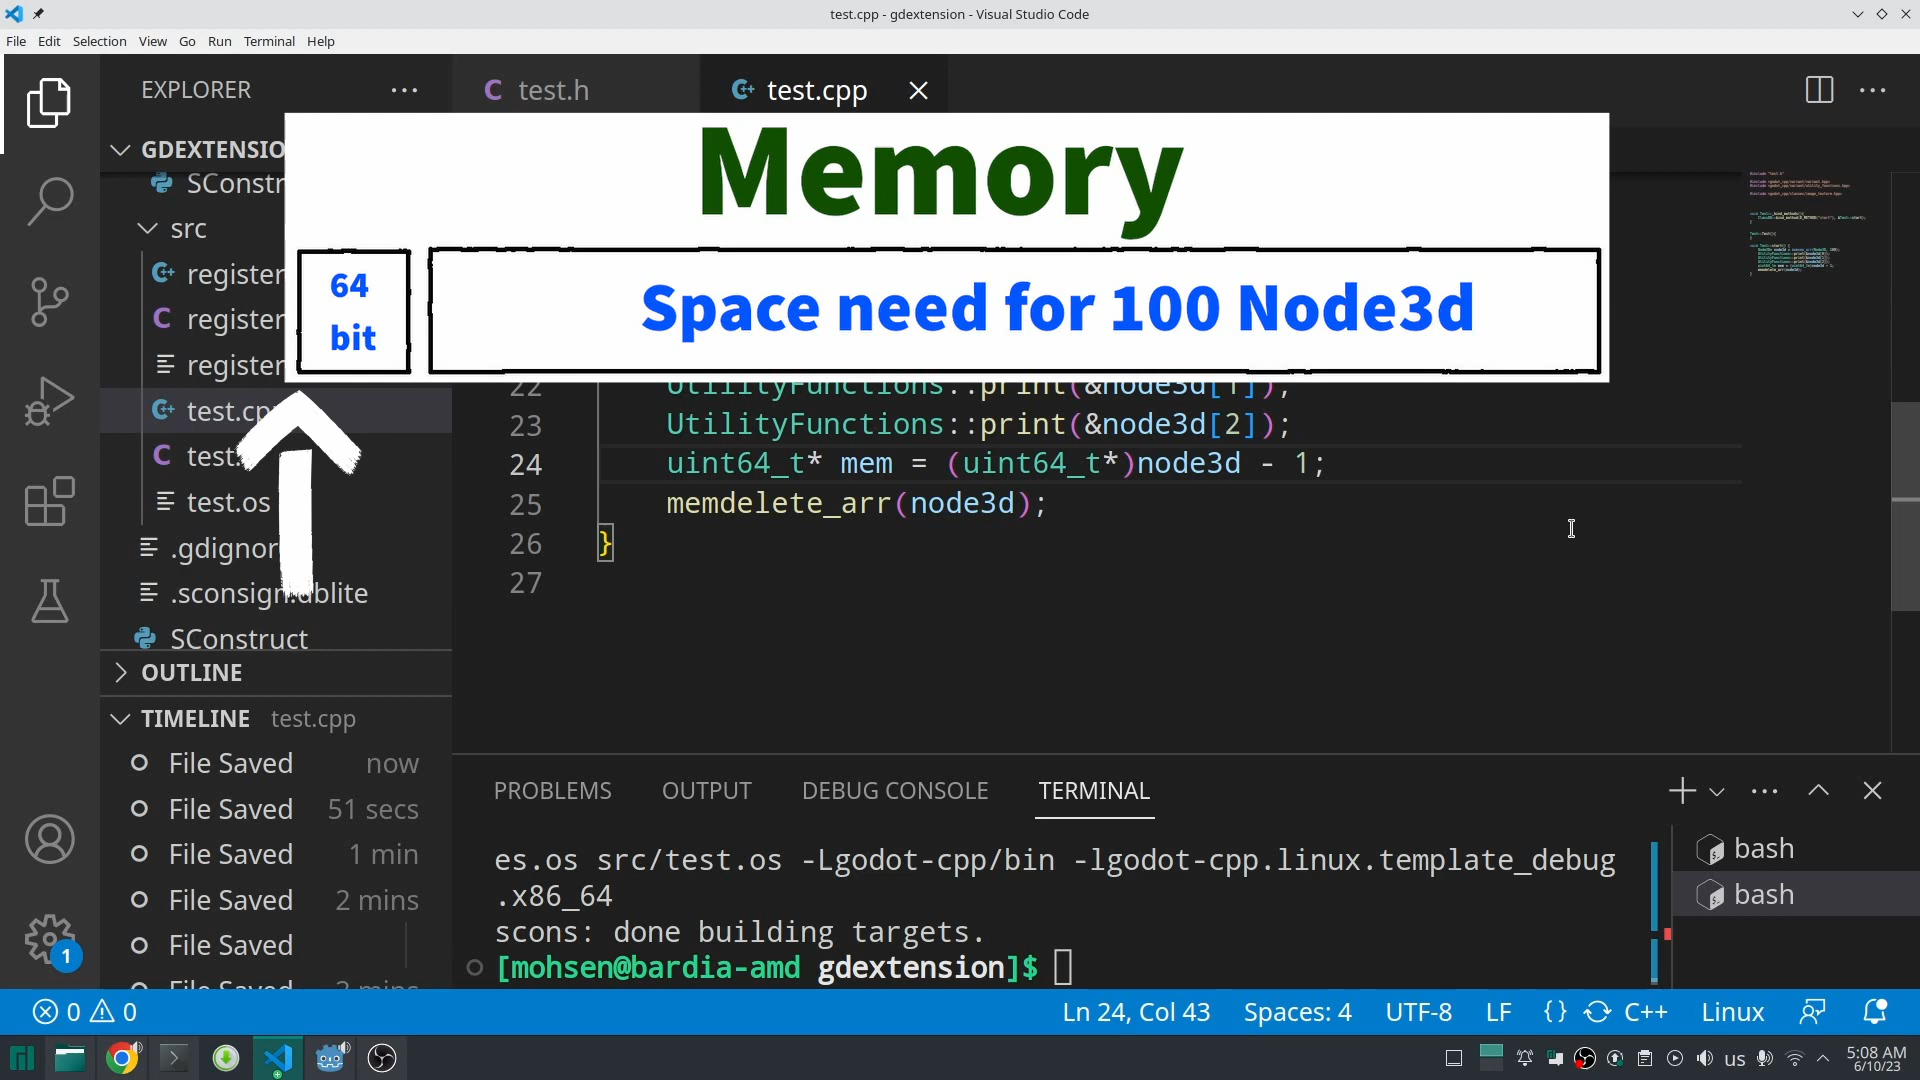 test.cpp - gdextension - Visual Studio Code
File Edit Selection View Go Run Terminal Help
EXPLORER
test.h
test.cpp
GDEXTENSIO
SConstr
src
register
register
register
test.cp
test.
test.os
.gdignor
.sconsign.dblite
SConstruct
OUTLINE
TIMELINE test.cpp
File Saved now
File Saved 51 secs
File Saved 1 min
File Saved 2 mins
File Saved
Memory
64
bit
Space need for 100 Node3d
22 UtilityFunctions::print(&node3d[1]);
23 UtilityFunctions::print(&node3d[2]);
24 uint64_t* mem = (uint64_t*)node3d - 1;
25 memdelete_arr(node3d);
26 }
27
PROBLEMS OUTPUT DEBUG CONSOLE TERMINAL
es.os src/test.os -Lgodot-cpp/bin -lgodot-cpp.linux.template_debug
.x86_64
scons: done building targets.
[mohsen@bardia-amd gdextension]$
bash
bash
1
0 0
Ln 24, Col 43 Spaces: 4 UTF-8 LF {} C++ Linux
us
5:08 AM
6/10/23